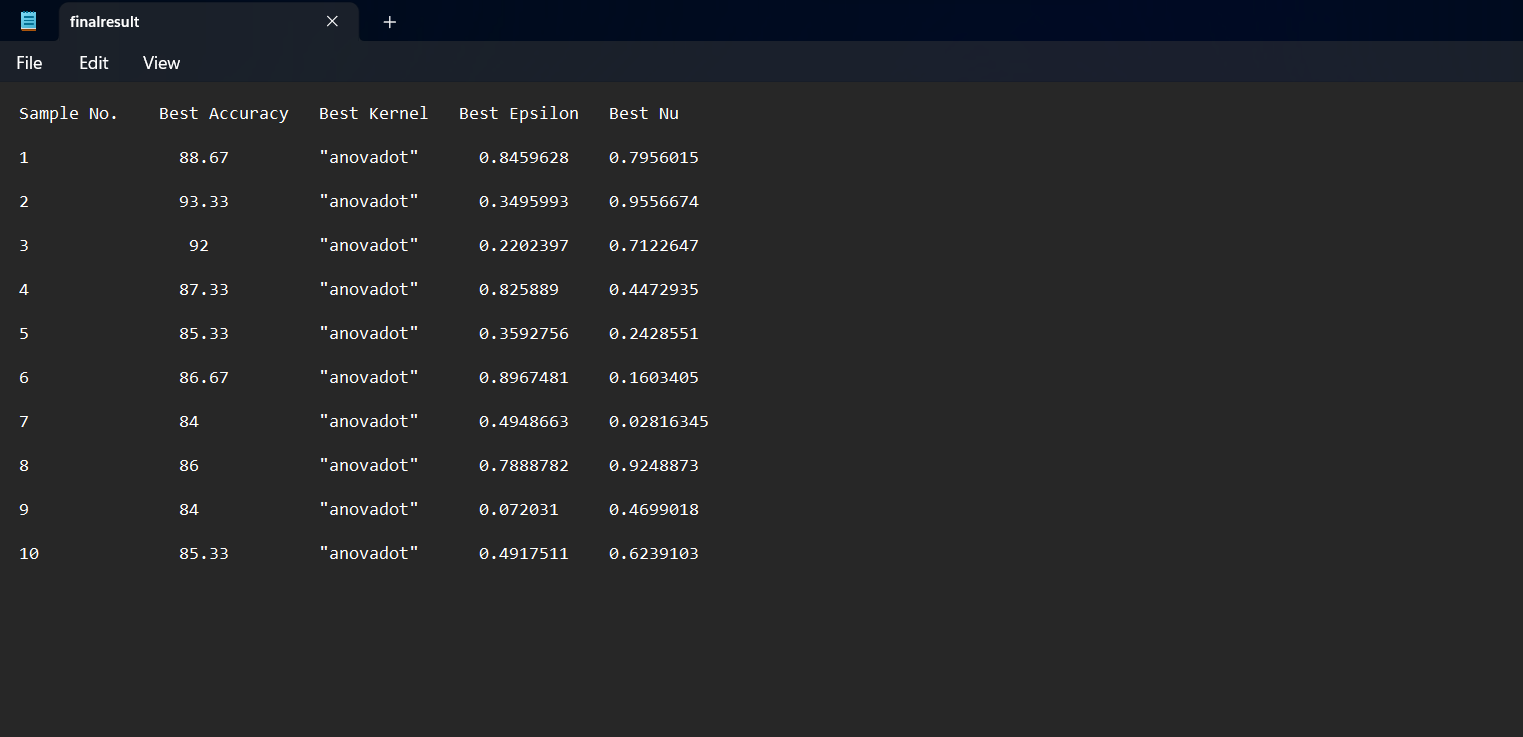 finalresult
File Edit View
Sample No. Best Accuracy Best Kernel Best Epsilon Best Nu
1 88.67 "anovadot" 0.8459628 0.7956015
2 93.33 "anovadot" 0.3495993 0.9556674
3 92 "anovadot" 0.2202397 0.7122647
4 87.33 "anovadot" 0.825889 0.4472935
5 85.33 "anovadot" 0.3592756 0.2428551
6 86.67 "anovadot" 0.8967481 0.1603405
7 84 "anovadot" 0.4948663 0.02816345
8 86 "anovadot" 0.7888782 0.9248873
9 84 "anovadot" 0.072031 0.4699018
10 85.33 "anovadot" 0.4917511 0.6239103